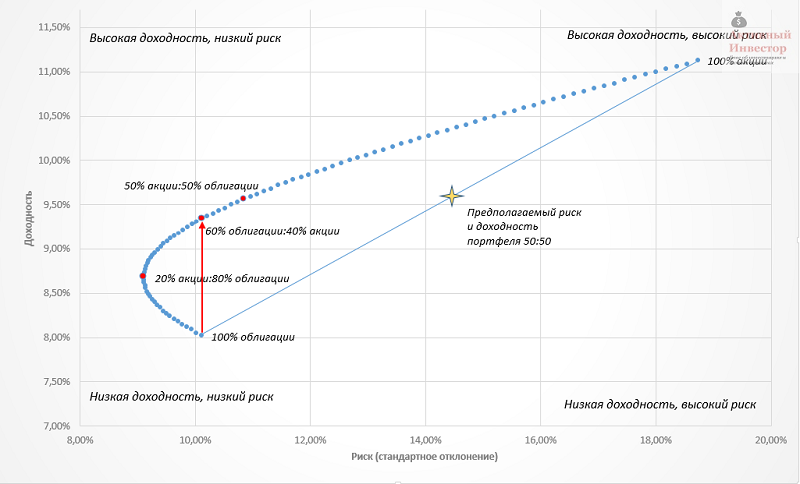 11,50%
Высокая доходность, низкий риск
Высокая доходность, высокий риск
Инвестор
11,00%
100% акции
10,50%
10,00%
50% акции:50% облигации
9,50%
Предполагаемый риск
и доходность
портфеля 50:50
60% облигации:40% акции
9,00%
20% акции:80% облигации
8,50%
100% облигации
8,00%
7,50%
Низкая доходность, низкий риск
Низкая доходность, высокий риск
7,00%
8,00%
10,00%
12,00%
14,00%
16,00%
18,00%
20,00%
Доходность
Риск (стандартное отклонение)